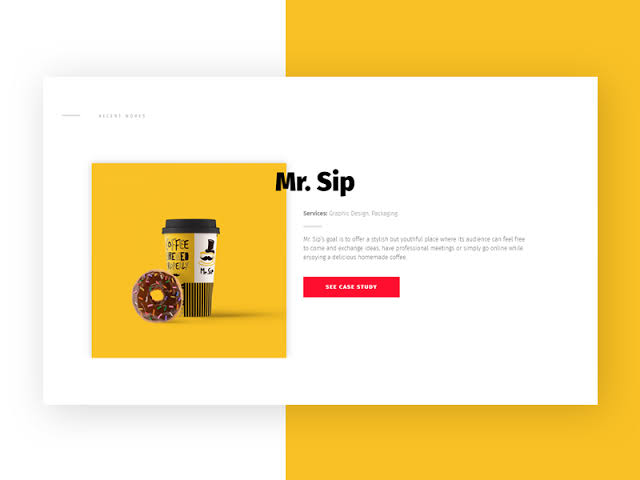 RECENT WORKS
Mr. Sip
Services: Graphic Design, Packaging.
Mr. Sip's goal is to offer a stylish but youthful place where its audience can feel free
to come and exchange ideas, have professional meetings or simply go online while
enjoying a delicious homemade coffee.
SEE CASE STUDY
Mr. Sip